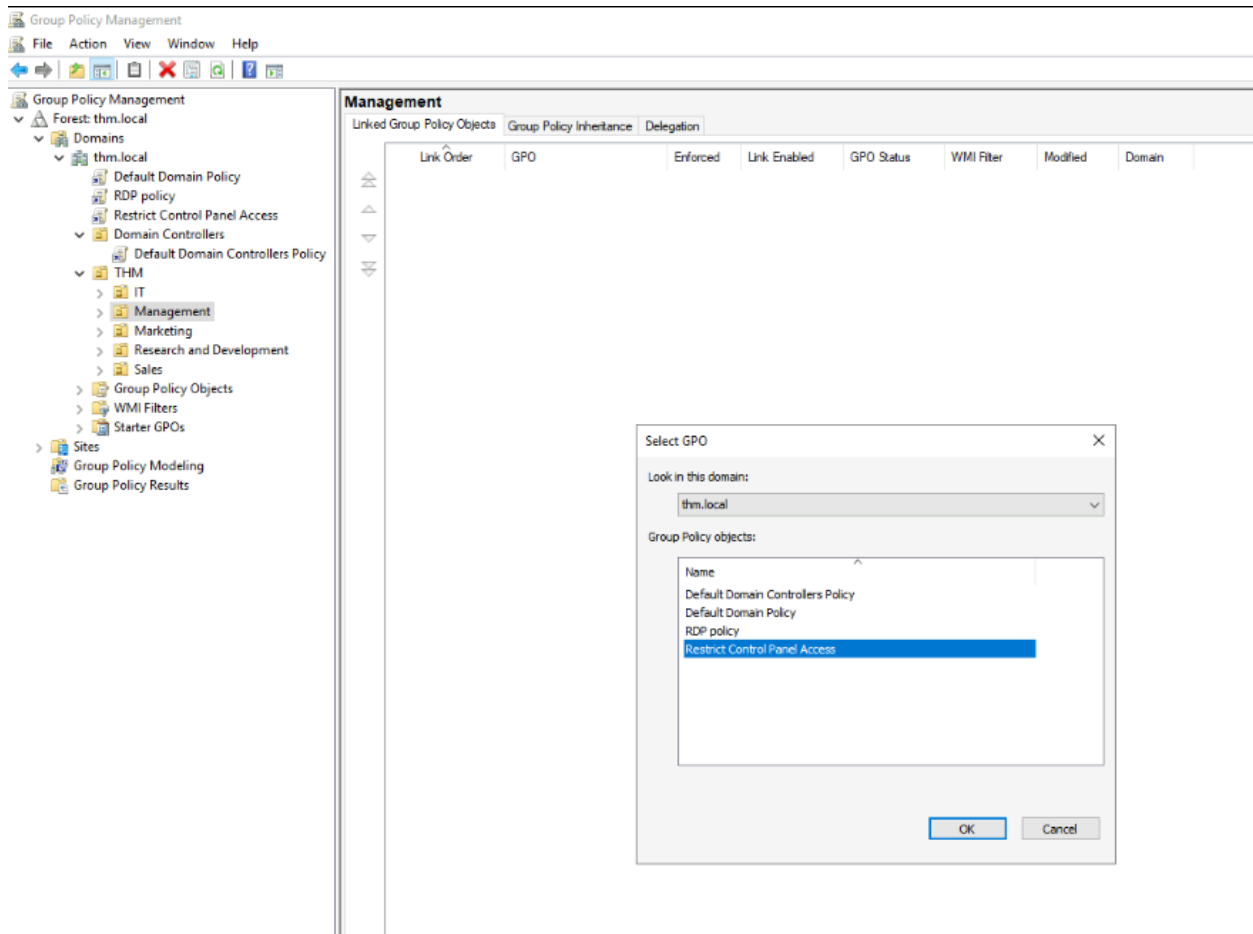 Group Policy Management
File Action View Window Help
Group Policy Management
Forest: thm.local
Domains
thm.local
Default Domain Policy
RDP policy
Restrict Control Panel Access
Domain Controllers
Default Domain Controllers Policy
THM
IT
Management
Marketing
Research and Development
Sales
Group Policy Objects
WMI Filters
Starter GPOs
Sites
Group Policy Modeling
Group Policy Results
Management
Linked Group Policy Objects Group Policy Inheritance Delegation
Link Order GPO Enforced Link Enabled GPO Status WMI Filter Modified Domain
Select GPO
Look in this domain:
thm.local
Group Policy objects:
Name
Default Domain Controllers Policy
Default Domain Policy
RDP policy
Restrict Control Panel Access
OK Cancel